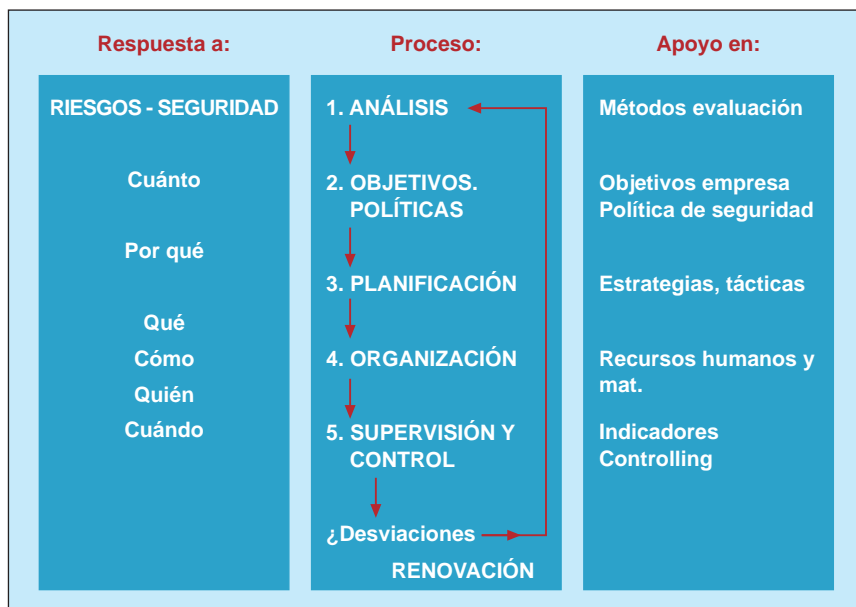 Respuesta a:
RIESGOS - SEGURIDAD
Cuánto
Por qué
Qué
Cómo
Quién
Cuándo
Proceso:
1. ANÁLISIS
2. OBJETIVOS.
POLÍTICAS
3. PLANIFICACIÓN
4. ORGANIZACIÓN
5. SUPERVISIÓN Y
CONTROL
¿Desviaciones
RENOVACIÓN
Apoyo en:
Métodos evaluación
Objetivos empresa
Política de seguridad
Estrategias, tácticas
Recursos humanos y
mat.
Indicadores
Controlling